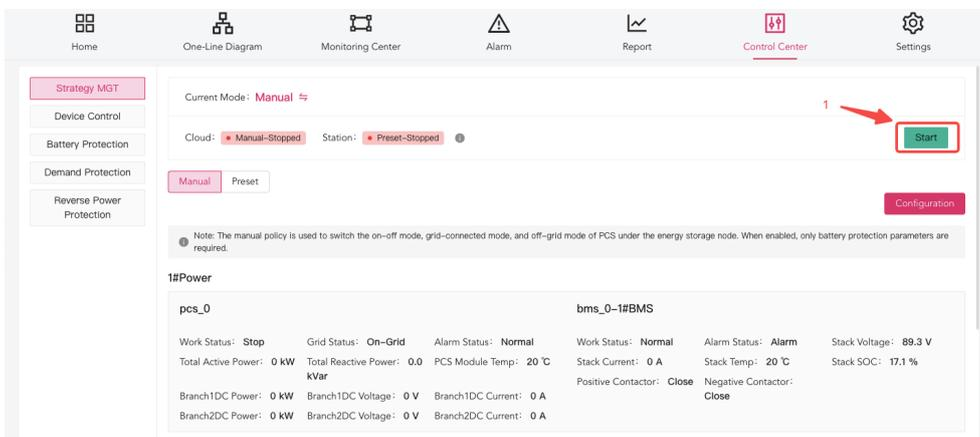 Home
One-Line Diagram
Monitoring Center
Alarm
Report
Control Center
Settings
Strategy MGT
Device Control
Battery Protection
Demand Protection
Reverse Power
Protection
Current Mode: Manual ⇋
1
Cloud: • Manual-Stopped Station: • Preset-Stopped
Start
Manual Preset
Configuration
Note: The manual policy is used to switch the on-off mode, grid-connected mode, and off-grid mode of PCS under the energy storage node. When enabled, only battery protection parameters are
required.
1#Power
pcs_0
Work Status: Stop Grid Status: On-Grid Alarm Status: Normal
Total Active Power: 0 kW Total Reactive Power: 0.0 PCS Module Temp: 20 ℃
kVar
Branch1DC Power: 0 kW Branch1DC Voltage: 0 V Branch1DC Current: 0 A
Branch2DC Power: 0 kW Branch2DC Voltage: 0 V Branch2DC Current: 0 A
bms_0-1#BMS
Work Status: Normal Alarm Status: Alarm Stack Voltage: 89.3 V
Stack Current: 0 A Stack Temp: 20 ℃ Stack SOC: 17.1 %
Positive Contactor: Close Negative Contactor:
Close